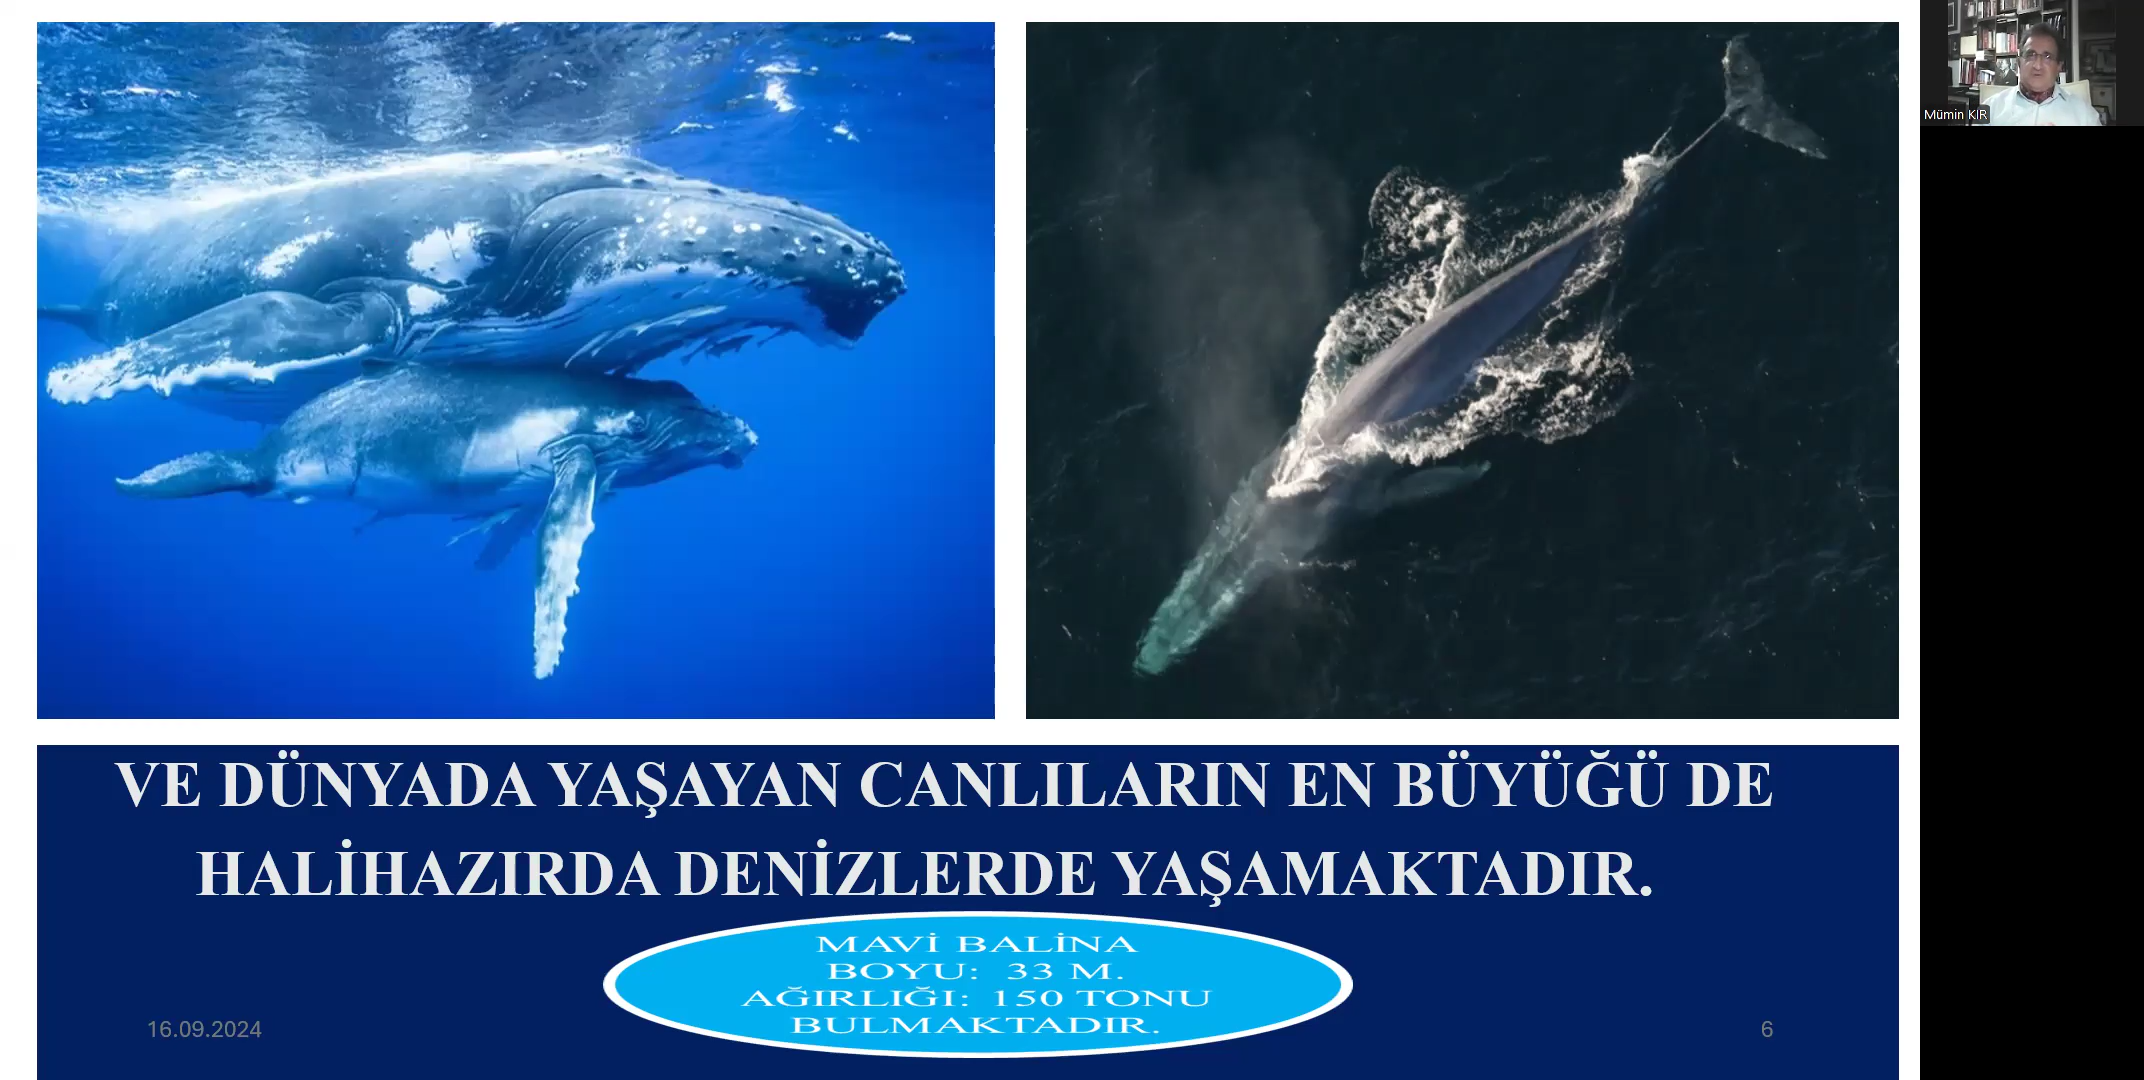 Mümin KIR
VE DÜNYADA YAŞAYAN CANLILARIN EN BÜYÜĞÜ DE
HALİHAZIRDA DENİZLERDE YAŞAMAKTADIR.
MAVİ BALİNA
BOYU: 33 M.
AĞIRLIĞI: 150 TONU
BULMAKTADIR.
16.09.2024
6